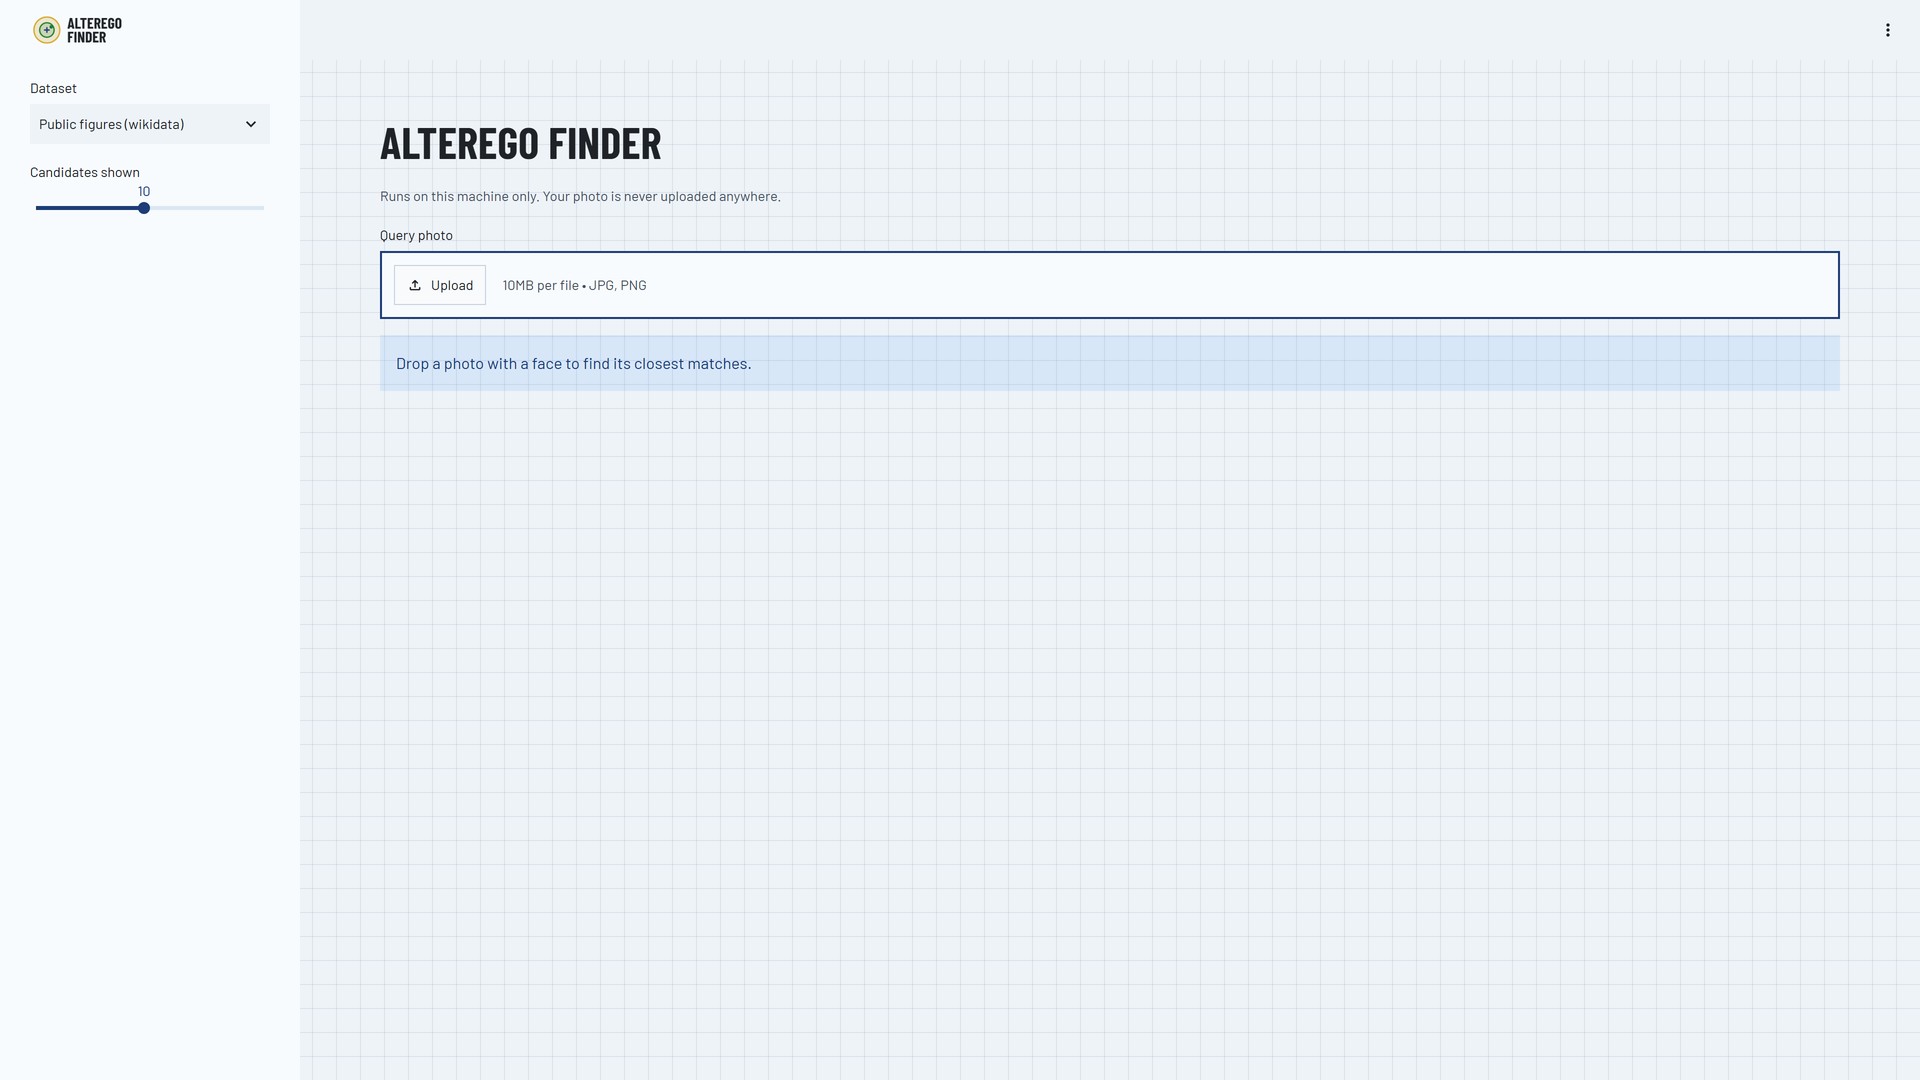 ALTEREGO
FINDER
Dataset
Public figures (wikidata)
Candidates shown
10
ALTEREGO FINDER
Runs on this machine only. Your photo is never uploaded anywhere.
Query photo
Upload
10MB per file • JPG, PNG
Drop a photo with a face to find its closest matches.